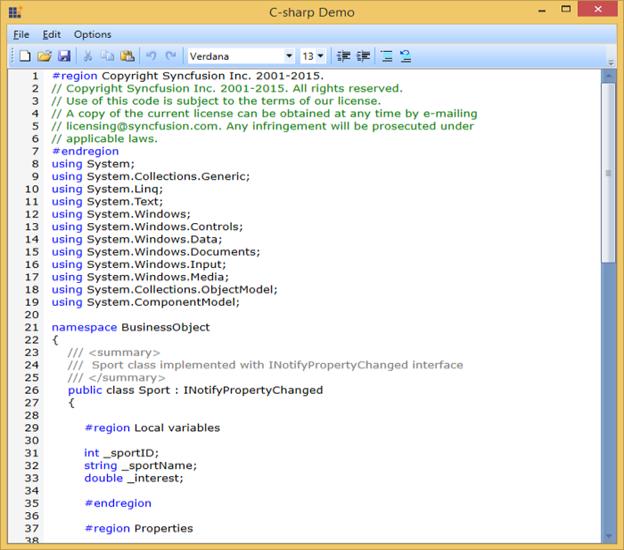 C-sharp Demo
File Edit Options
Verdana 13
1 #region Copyright Syncfusion Inc. 2001-2015.
2 // Copyright Syncfusion Inc. 2001-2015. All rights reserved.
3 // Use of this code is subject to the terms of our license.
4 // A copy of the current license can be obtained at any time by e-mailing
5 // licensing@syncfusion.com. Any infringement will be prosecuted under
6 // applicable laws.
7 #endregion
8 using System;
9 using System.Collections.Generic;
10 using System.Linq;
11 using System.Text;
12 using System.Windows;
13 using System.Windows.Controls;
14 using System.Windows.Data;
15 using System.Windows.Documents;
16 using System.Windows.Input;
17 using System.Windows.Media;
18 using System.Collections.ObjectModel;
19 using System.ComponentModel;
20
21 namespace BusinessObject
22 {
23 /// <summary>
24 /// Sport class implemented with INotifyPropertyChanged interface
25 /// </summary>
26 public class Sport : INotifyPropertyChanged
27 {
28
29 #region Local variables
30
31 int _sportID;
32 string _sportName;
33 double _interest;
34
35 #endregion
36
37 #region Properties
38